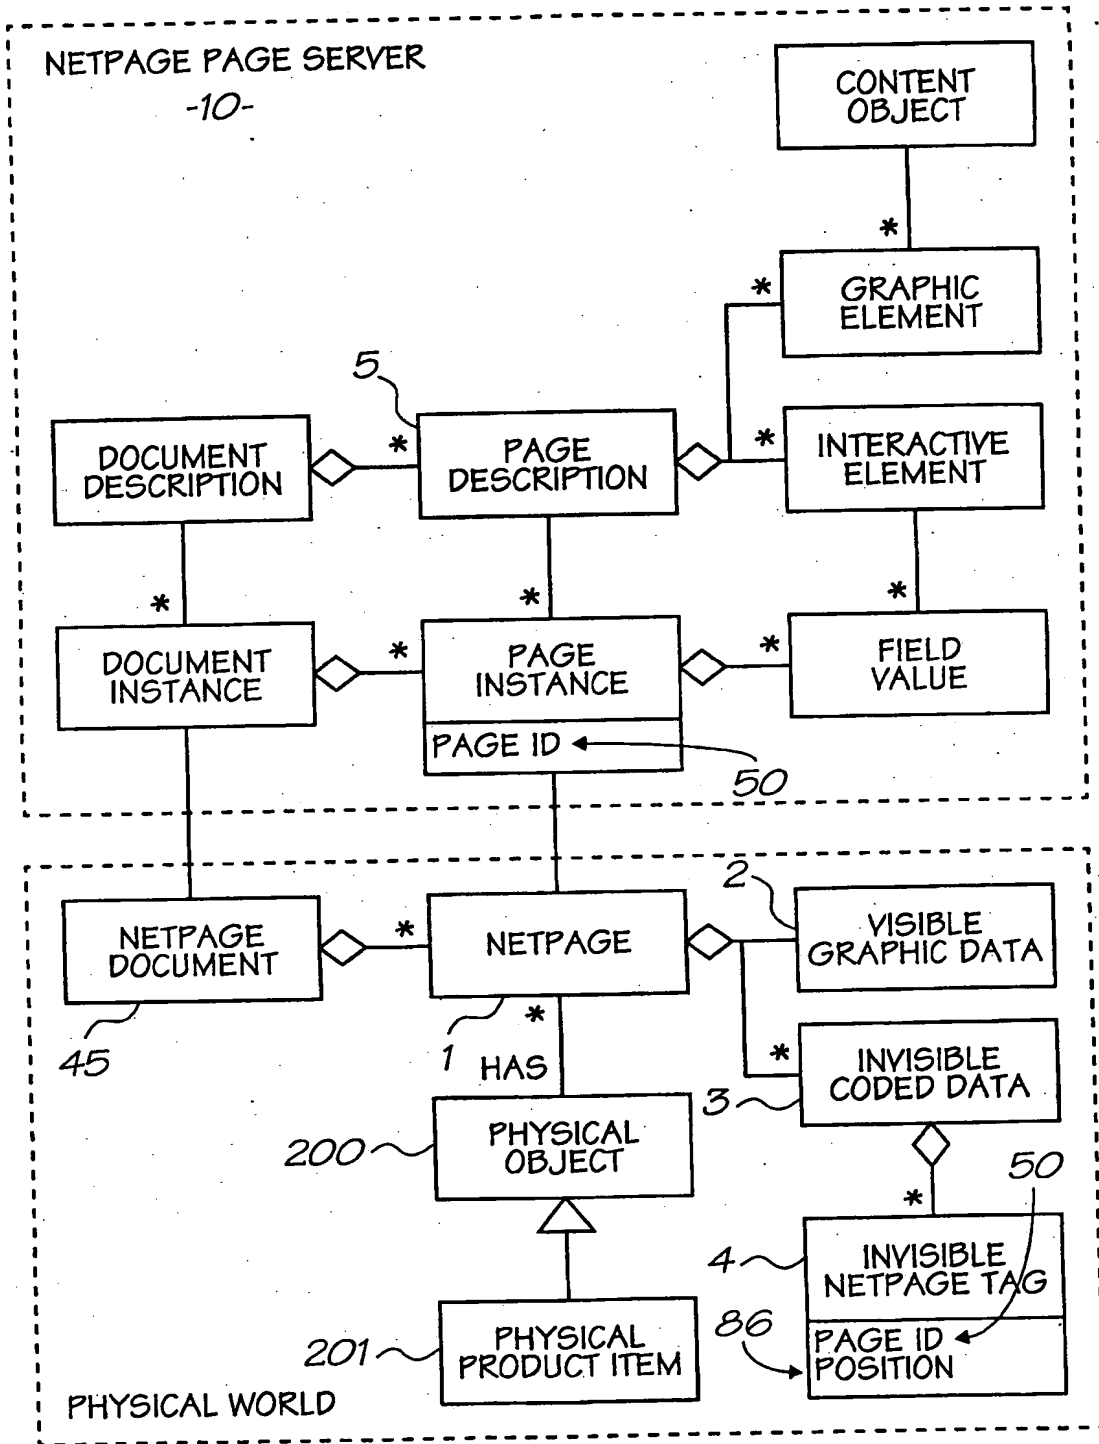 NETPAGE PAGE SERVER
-10-
CONTENT
OBJECT
*
GRAPHIC
ELEMENT
*
5
DOCUMENT
DESCRIPTION
*
PAGE
DESCRIPTION
*
INTERACTIVE
ELEMENT
*
*
*
DOCUMENT
INSTANCE
*
PAGE
INSTANCE
*
FIELD
VALUE
PAGE ID
50
NETPAGE
DOCUMENT
45
*
NETPAGE
1
2
VISIBLE
GRAPHIC DATA
*
HAS
*
INVISIBLE
CODED DATA
3
200
PHYSICAL
OBJECT
50
*
4
INVISIBLE
NETPAGE TAG
86
PAGE ID
POSITION
201
PHYSICAL
PRODUCT ITEM
PHYSICAL WORLD